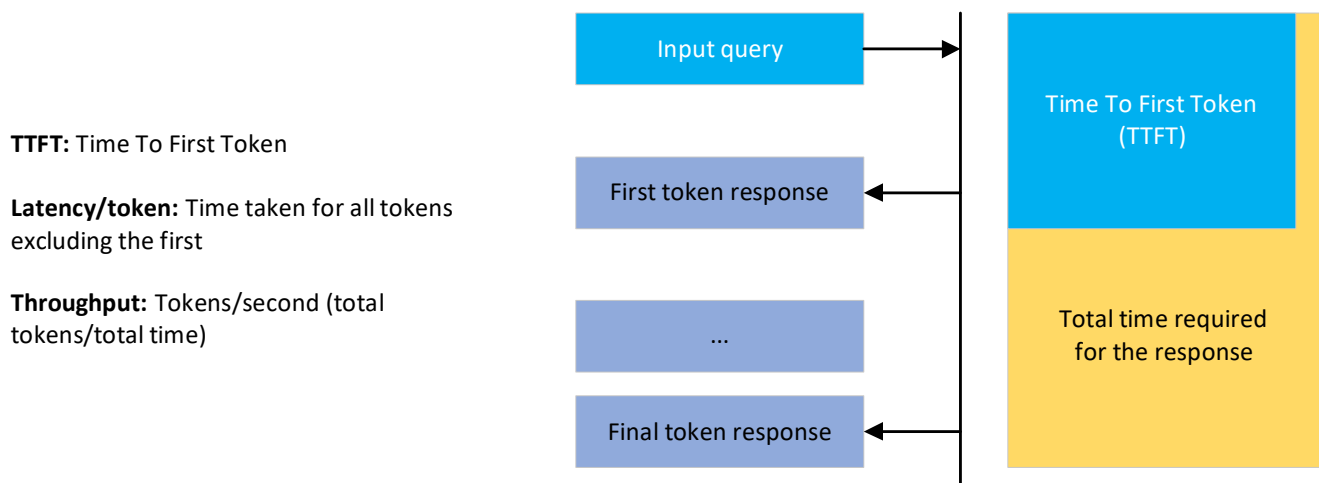 TTFT: Time To First Token
Latency/token: Time taken for all tokens
excluding the first
Throughput: Tokens/second (total
tokens/total time)
Input query
First token response
...
Final token response
Time To First Token
(TTFT)
Total time required
for the response